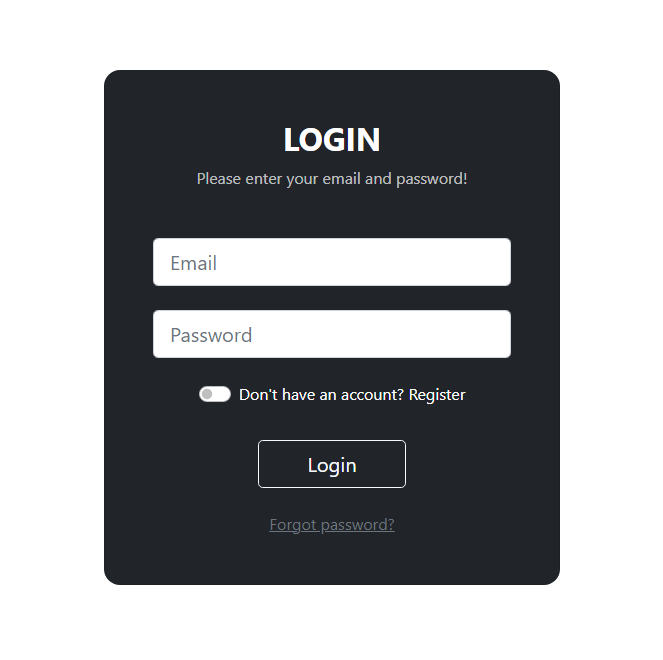 LOGIN
Please enter your email and password!
Email
Password
Don't have an account? Register
Login
Forgot password?